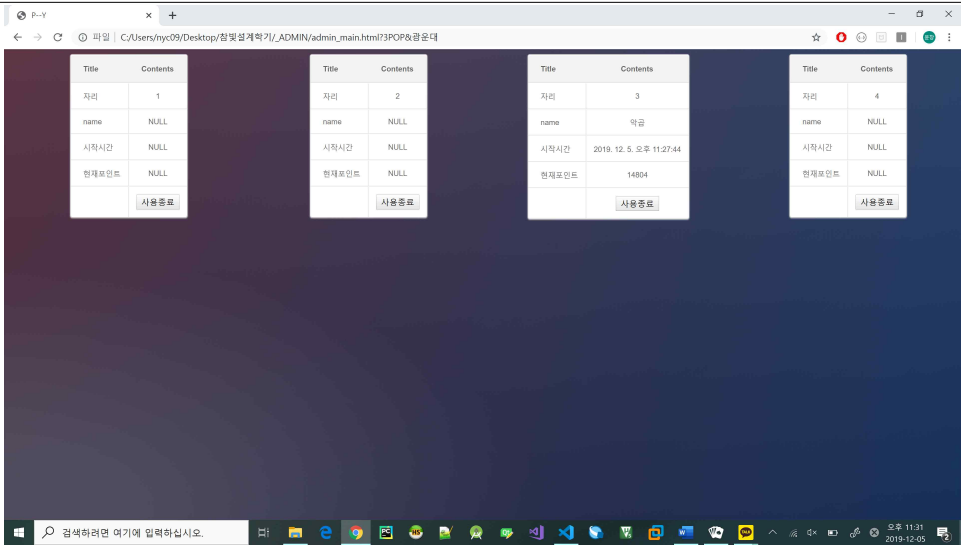 P--Y
파일 C:/Users/nyc09/Desktop/참빛설계학기/_ADMIN/admin_main.html?3POP&광운대
Title Contents
자리 1
name NULL
시작시간 NULL
현재포인트 NULL
사용종료
Title Contents
자리 2
name NULL
시작시간 NULL
현재포인트 NULL
사용종료
Title Contents
자리 3
name 악곱
시작시간 2019. 12. 5. 오후 11:27:44
현재포인트 14804
사용종료
Title Contents
자리 4
name NULL
시작시간 NULL
현재포인트 NULL
사용종료
검색하려면 여기에 입력하십시오.
오후 11:31
2019-12-05